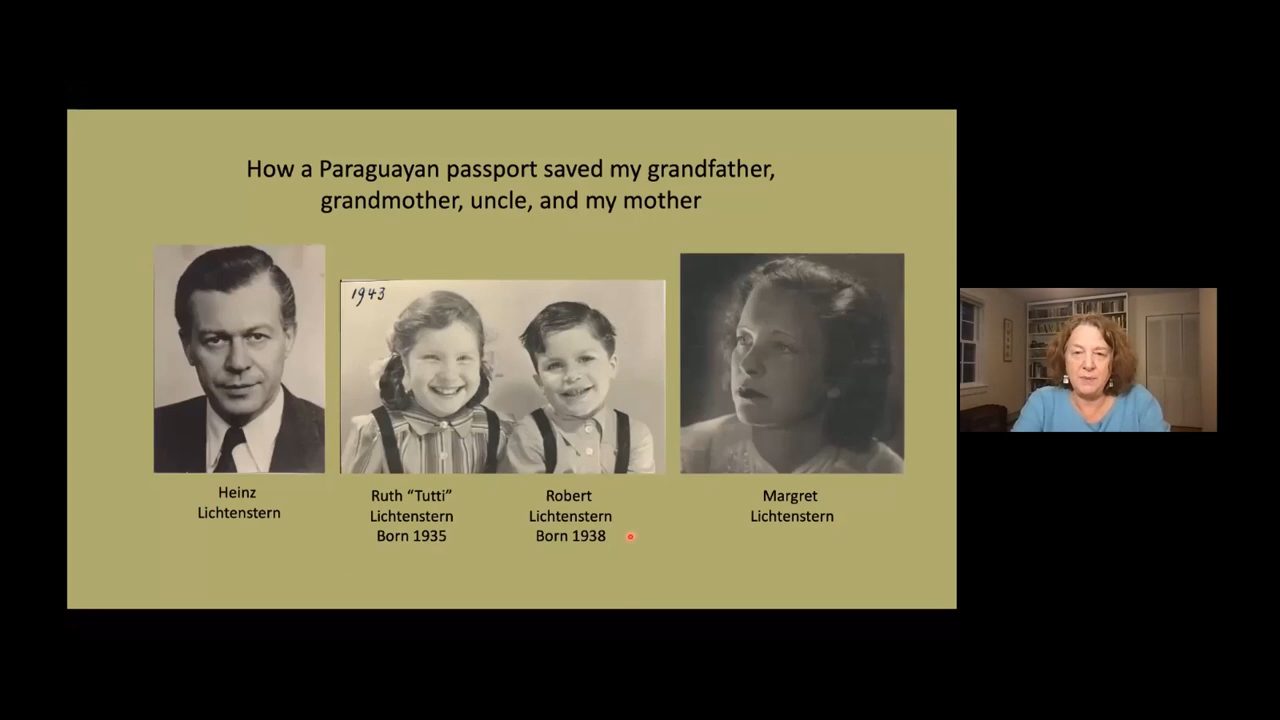 How a Paraguayan passport saved my grandfather,
grandmother, uncle, and my mother
1943
Heinz
Lichtenstern
Ruth “Tutti”
Lichtenstern
Born 1935
Robert
Lichtenstern
Born 1938
Margret
Lichtenstern